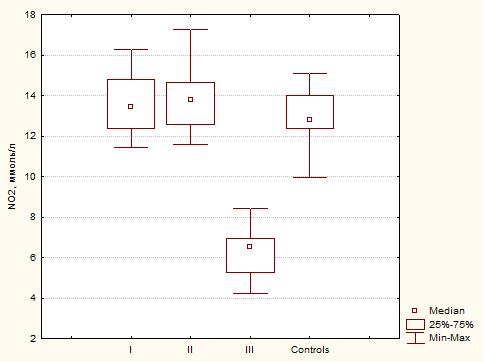 18
16
14
12
10
8
6
4
2
NO2, ммоль/л
I II III Controls
Median
25%-75%
Min-Max